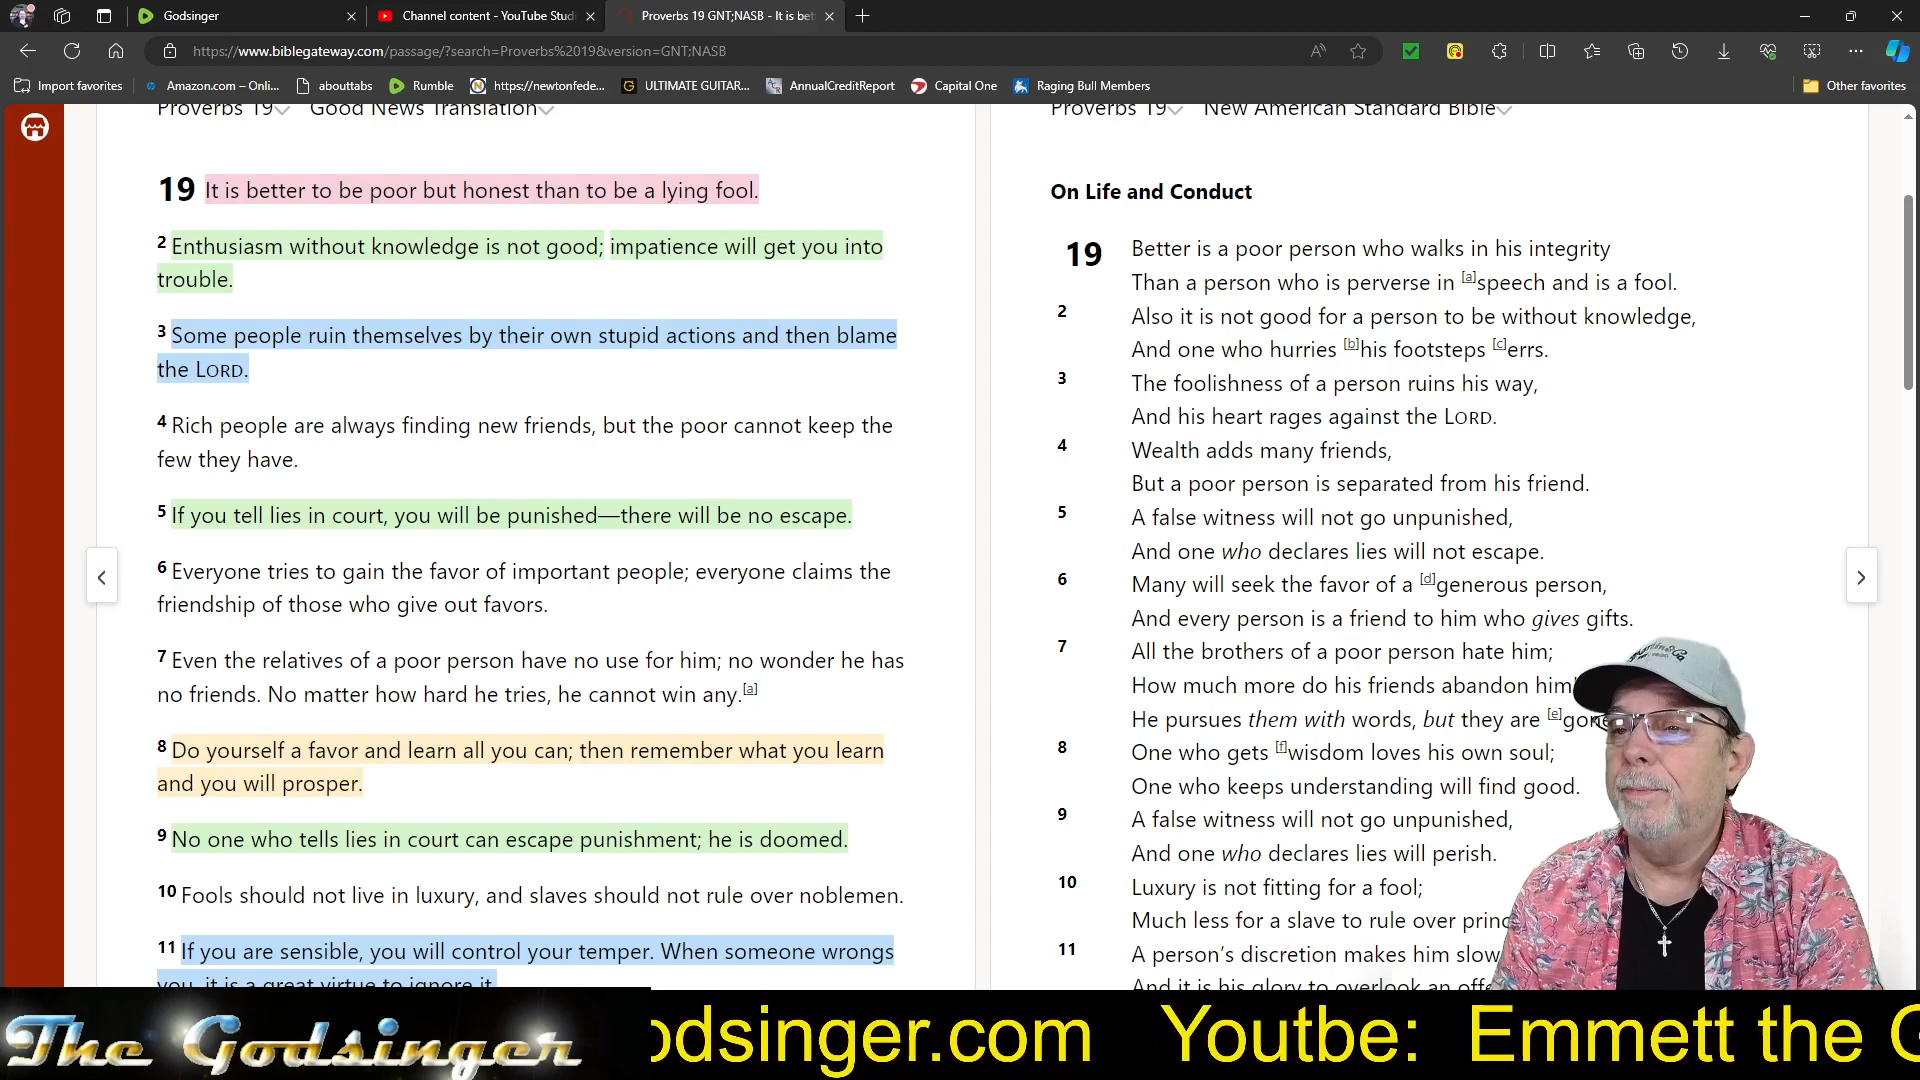 Godsinger
Channel content - YouTube Stud
Proverbs 19 GNT;NASB - It is bet
https://www.biblegateway.com/passage/?search=Proverbs%2019&version=GNT;NASB
Import favorites
Amazon.com – Onli...
abouttabs
Rumble
https://newtonfede...
ULTIMATE GUITAR...
AnnualCreditReport
Capital One
Raging Bull Members
Other favorites
Proverbs 19 Good News Translation
19 It is better to be poor but honest than to be a lying fool.
2 Enthusiasm without knowledge is not good; impatience will get you into
trouble.
3 Some people ruin themselves by their own stupid actions and then blame
the LORD.
4 Rich people are always finding new friends, but the poor cannot keep the
few they have.
5 If you tell lies in court, you will be punished—there will be no escape.
6 Everyone tries to gain the favor of important people; everyone claims the
friendship of those who give out favors.
7 Even the relatives of a poor person have no use for him; no wonder he has
no friends. No matter how hard he tries, he cannot win any.[a]
8 Do yourself a favor and learn all you can; then remember what you learn
and you will prosper.
9 No one who tells lies in court can escape punishment; he is doomed.
10 Fools should not live in luxury, and slaves should not rule over noblemen.
11 If you are sensible, you will control your temper. When someone wrongs
you, it is a great virtue to ignore it.
Proverbs 19 New American Standard Bible
On Life and Conduct
19 Better is a poor person who walks in his integrity
Than a person who is perverse in [a]speech and is a fool.
2 Also it is not good for a person to be without knowledge,
And one who hurries [b]his footsteps [c]errs.
3 The foolishness of a person ruins his way,
And his heart rages against the LORD.
4 Wealth adds many friends,
But a poor person is separated from his friend.
5 A false witness will not go unpunished,
And one who declares lies will not escape.
6 Many will seek the favor of a [d]generous person,
And every person is a friend to him who gives gifts.
7 All the brothers of a poor person hate him;
How much more do his friends abandon him
He pursues them with words, but they are [e]gone
8 One who gets [f]wisdom loves his own soul;
One who keeps understanding will find good.
9 A false witness will not go unpunished,
And one who declares lies will perish.
10 Luxury is not fitting for a fool;
Much less for a slave to rule over princ
11 A person’s discretion makes him slow
And it is his glory to overlook an offe
The Godsinger
odsinger.com Youtbe: Emmett the G